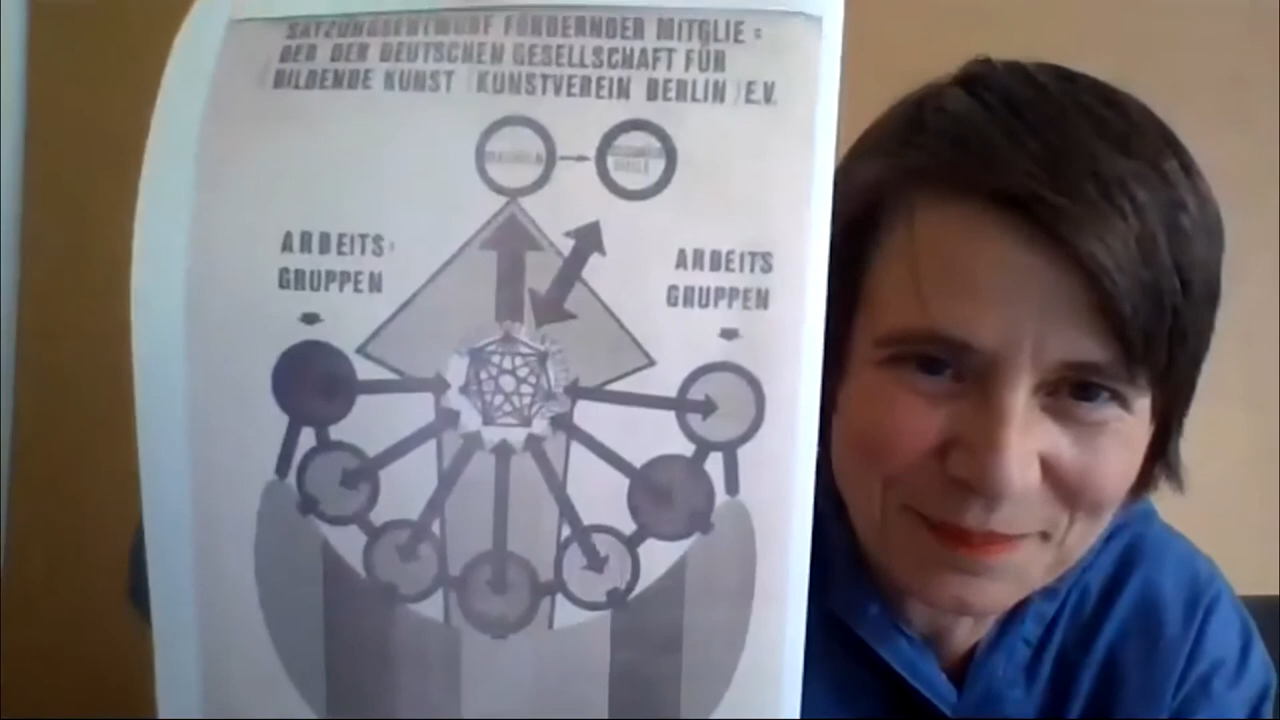 SATZUNGSENTWURF FÖRDERNDER MITGLIE=
DER DER DEUTSCHEN GESELLSCHAFT FÜR
BILDENDE KUNST (KUNSTVEREIN BERLIN) E.V.
ARBEITS=
GRUPPEN
ARBEITS
GRUPPEN